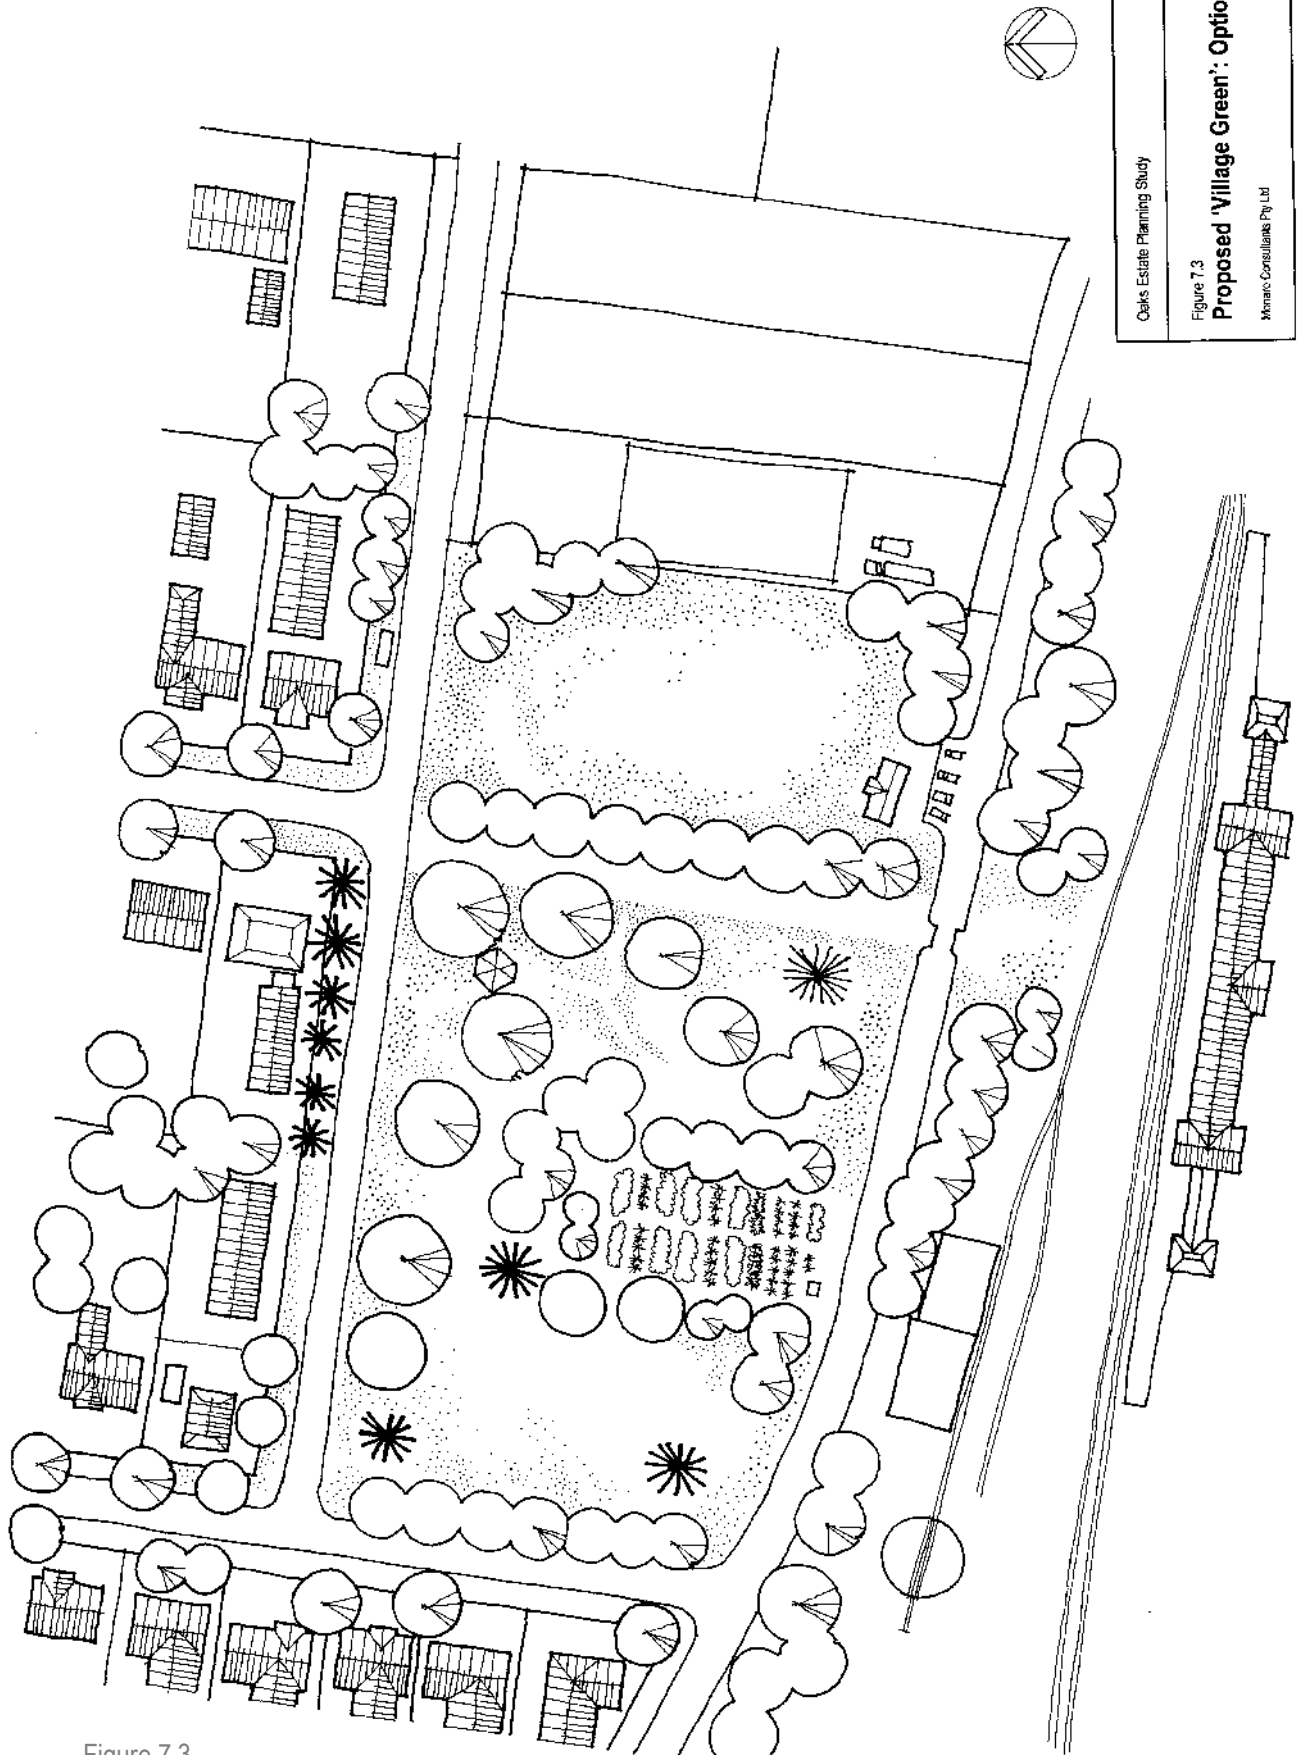 Oaks Estate Planning Study
Figure 7.3
Proposed 'Village Green': Optio
Monaro Consultants Pty Ltd
Figure 7.3